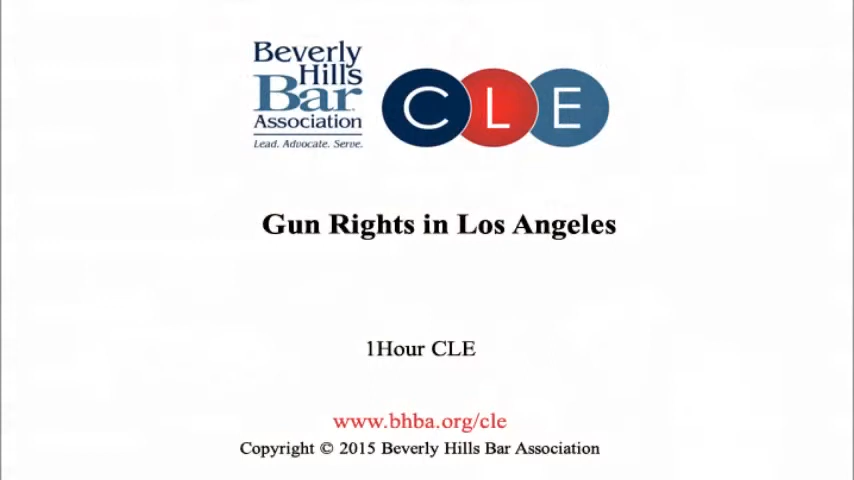 Beverly
Hills
Bar
Association
Lead. Advocate. Serve.
CLE
Gun Rights in Los Angeles
1Hour CLE
www.bhba.org/cle
Copyright © 2015 Beverly Hills Bar Association